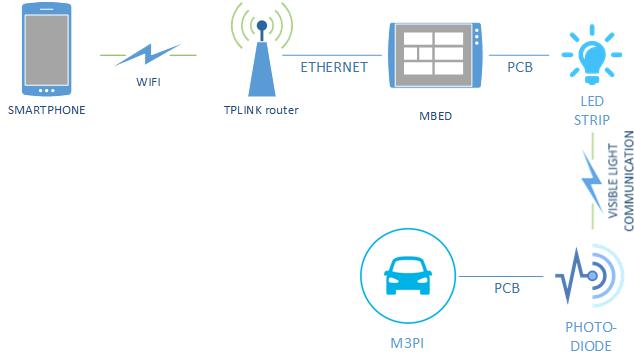 SMARTPHONE
WIFI
TPLINK router
ETHERNET
MBED
PCB
LED
STRIP
VISIBLE LIGHT
COMMUNICATION
M3PI
PCB
PHOTO-
DIODE